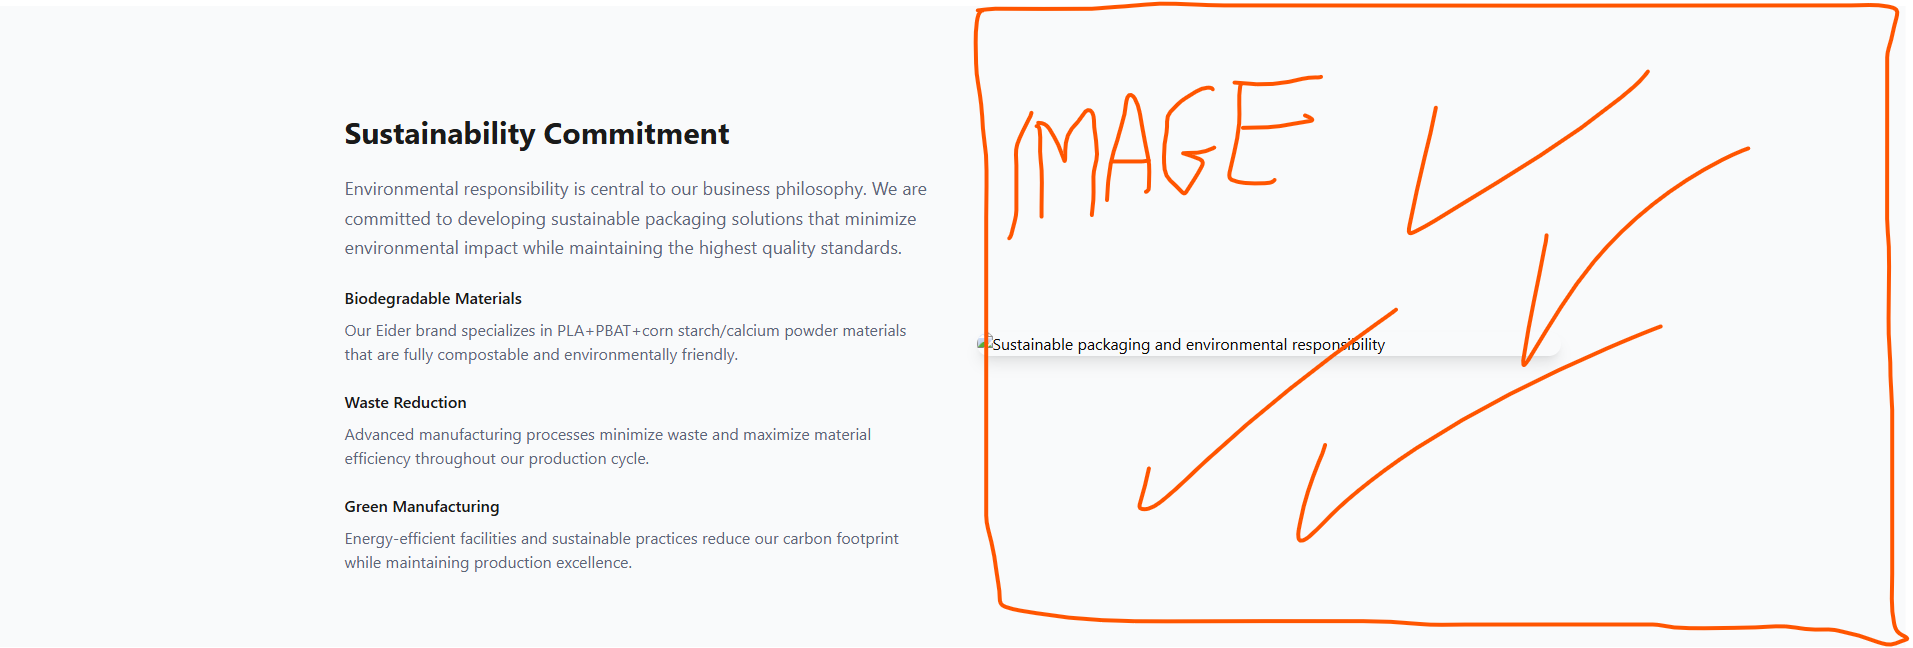 Sustainability Commitment
Environmental responsibility is central to our business philosophy. We are
committed to developing sustainable packaging solutions that minimize
environmental impact while maintaining the highest quality standards.
Biodegradable Materials
Our Eider brand specializes in PLA+PBAT+corn starch/calcium powder materials
that are fully compostable and environmentally friendly.
Waste Reduction
Advanced manufacturing processes minimize waste and maximize material
efficiency throughout our production cycle.
Green Manufacturing
Energy-efficient facilities and sustainable practices reduce our carbon footprint
while maintaining production excellence.
IMAGE
Sustainable packaging and environmental responsibility